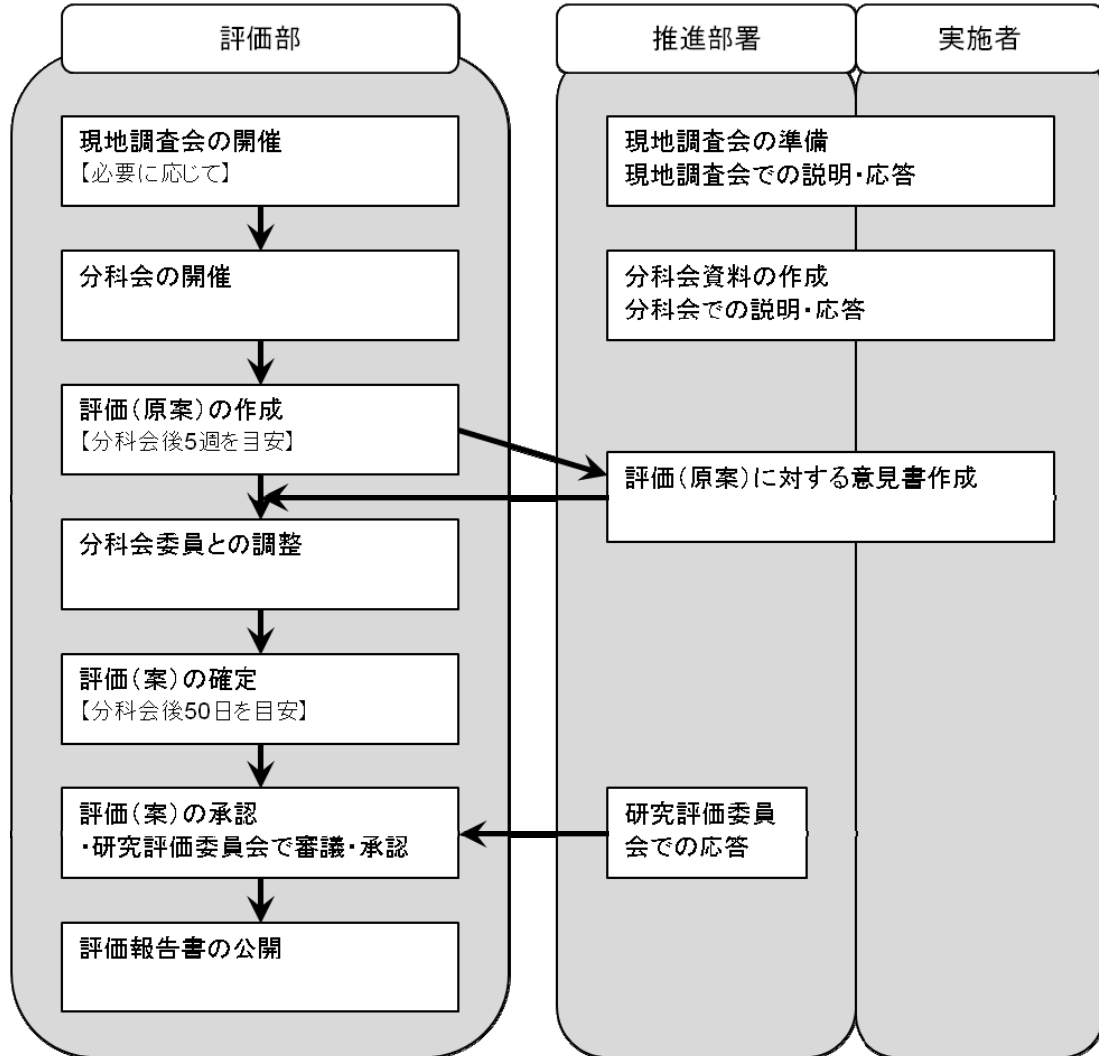 評価部
推進部署
実施者
現地調査会の開催
【必要に応じて】
現地調査会の準備
現地調査会での説明・応答
分科会の開催
分科会資料の作成
分科会での説明・応答
評価(原案)の作成
【分科会後5週を目安】
評価(原案)に対する意見書作成
分科会委員との調整
評価(案)の確定
【分科会後50日を目安】
評価(案)の承認
・研究評価委員会で審議・承認
研究評価委員
会での応答
評価報告書の公開